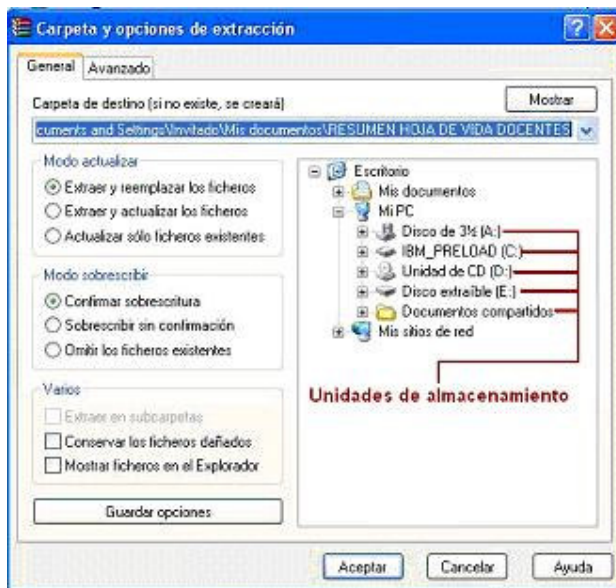 Carpeta y opciones de extracción
General Avanzado
Carpeta de destino (si no existe, se creará)
Mostrar
cuments and Settings\Invitado\Mis documentos\RESUMEN HOJA DE VIDA DOCENTES
Modo actualizar
Extraer y reemplazar los ficheros
Extraer y actualizar los ficheros
Actualizar sólo ficheros existentes
Modo sobrescribir
Confirmar sobrescritura
Sobrescribir sin confirmación
Omitir los ficheros existentes
Varios
Extraer en subcarpetas
Conservar los ficheros dañados
Mostrar ficheros en el Explorador
Guardar opciones
Escritorio
Mis documentos
Mi PC
Disco de 3½ (A:)
IBM_PRELOAD (C:)
Unidad de CD (D:)
Disco extraíble (E:)
Documentos compartidos
Mis sitios de red
Unidades de almacenamiento
Aceptar Cancelar Ayuda